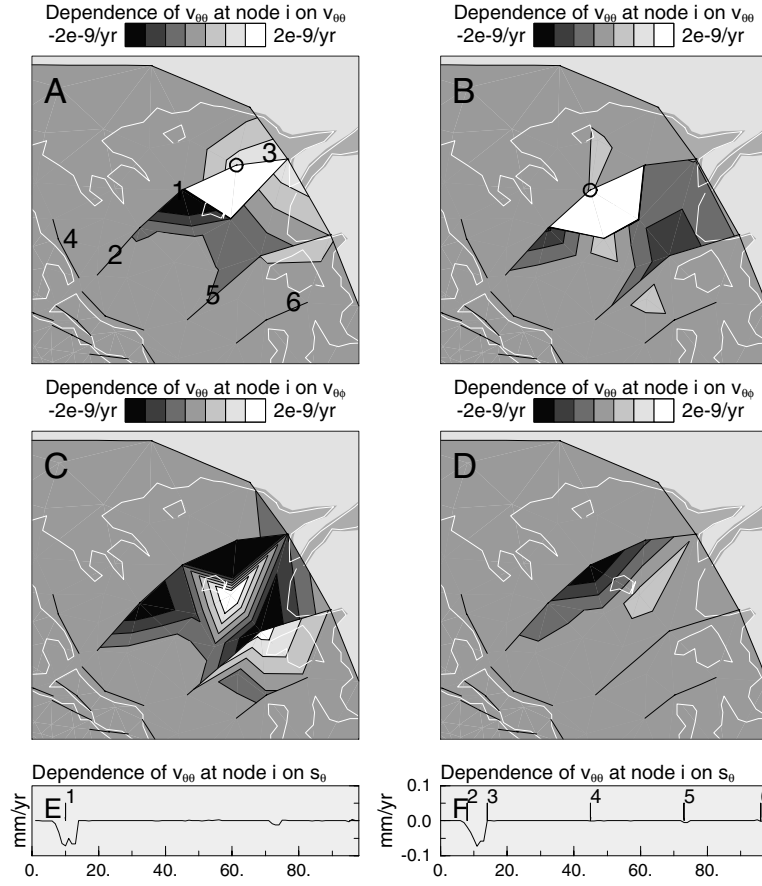 Dependence of vθθ at node i on vθθ
Dependence of vθθ at node i on vθθ
-2e-9/yr 2e-9/yr
-2e-9/yr 2e-9/yr
A
B
3
1
4
2
5
6
Dependence of vθθ at node i on vθϕ
Dependence of vθθ at node i on vθϕ
-2e-9/yr 2e-9/yr
-2e-9/yr 2e-9/yr
C
D
Dependence of vθθ at node i on sθ
Dependence of vθθ at node i on sθ
mm/yr
E
1
0. 20. 40. 60. 80.
mm/yr
0.1
0.0
-0.1
F
2 3 4 5
0. 20. 40. 60. 80.